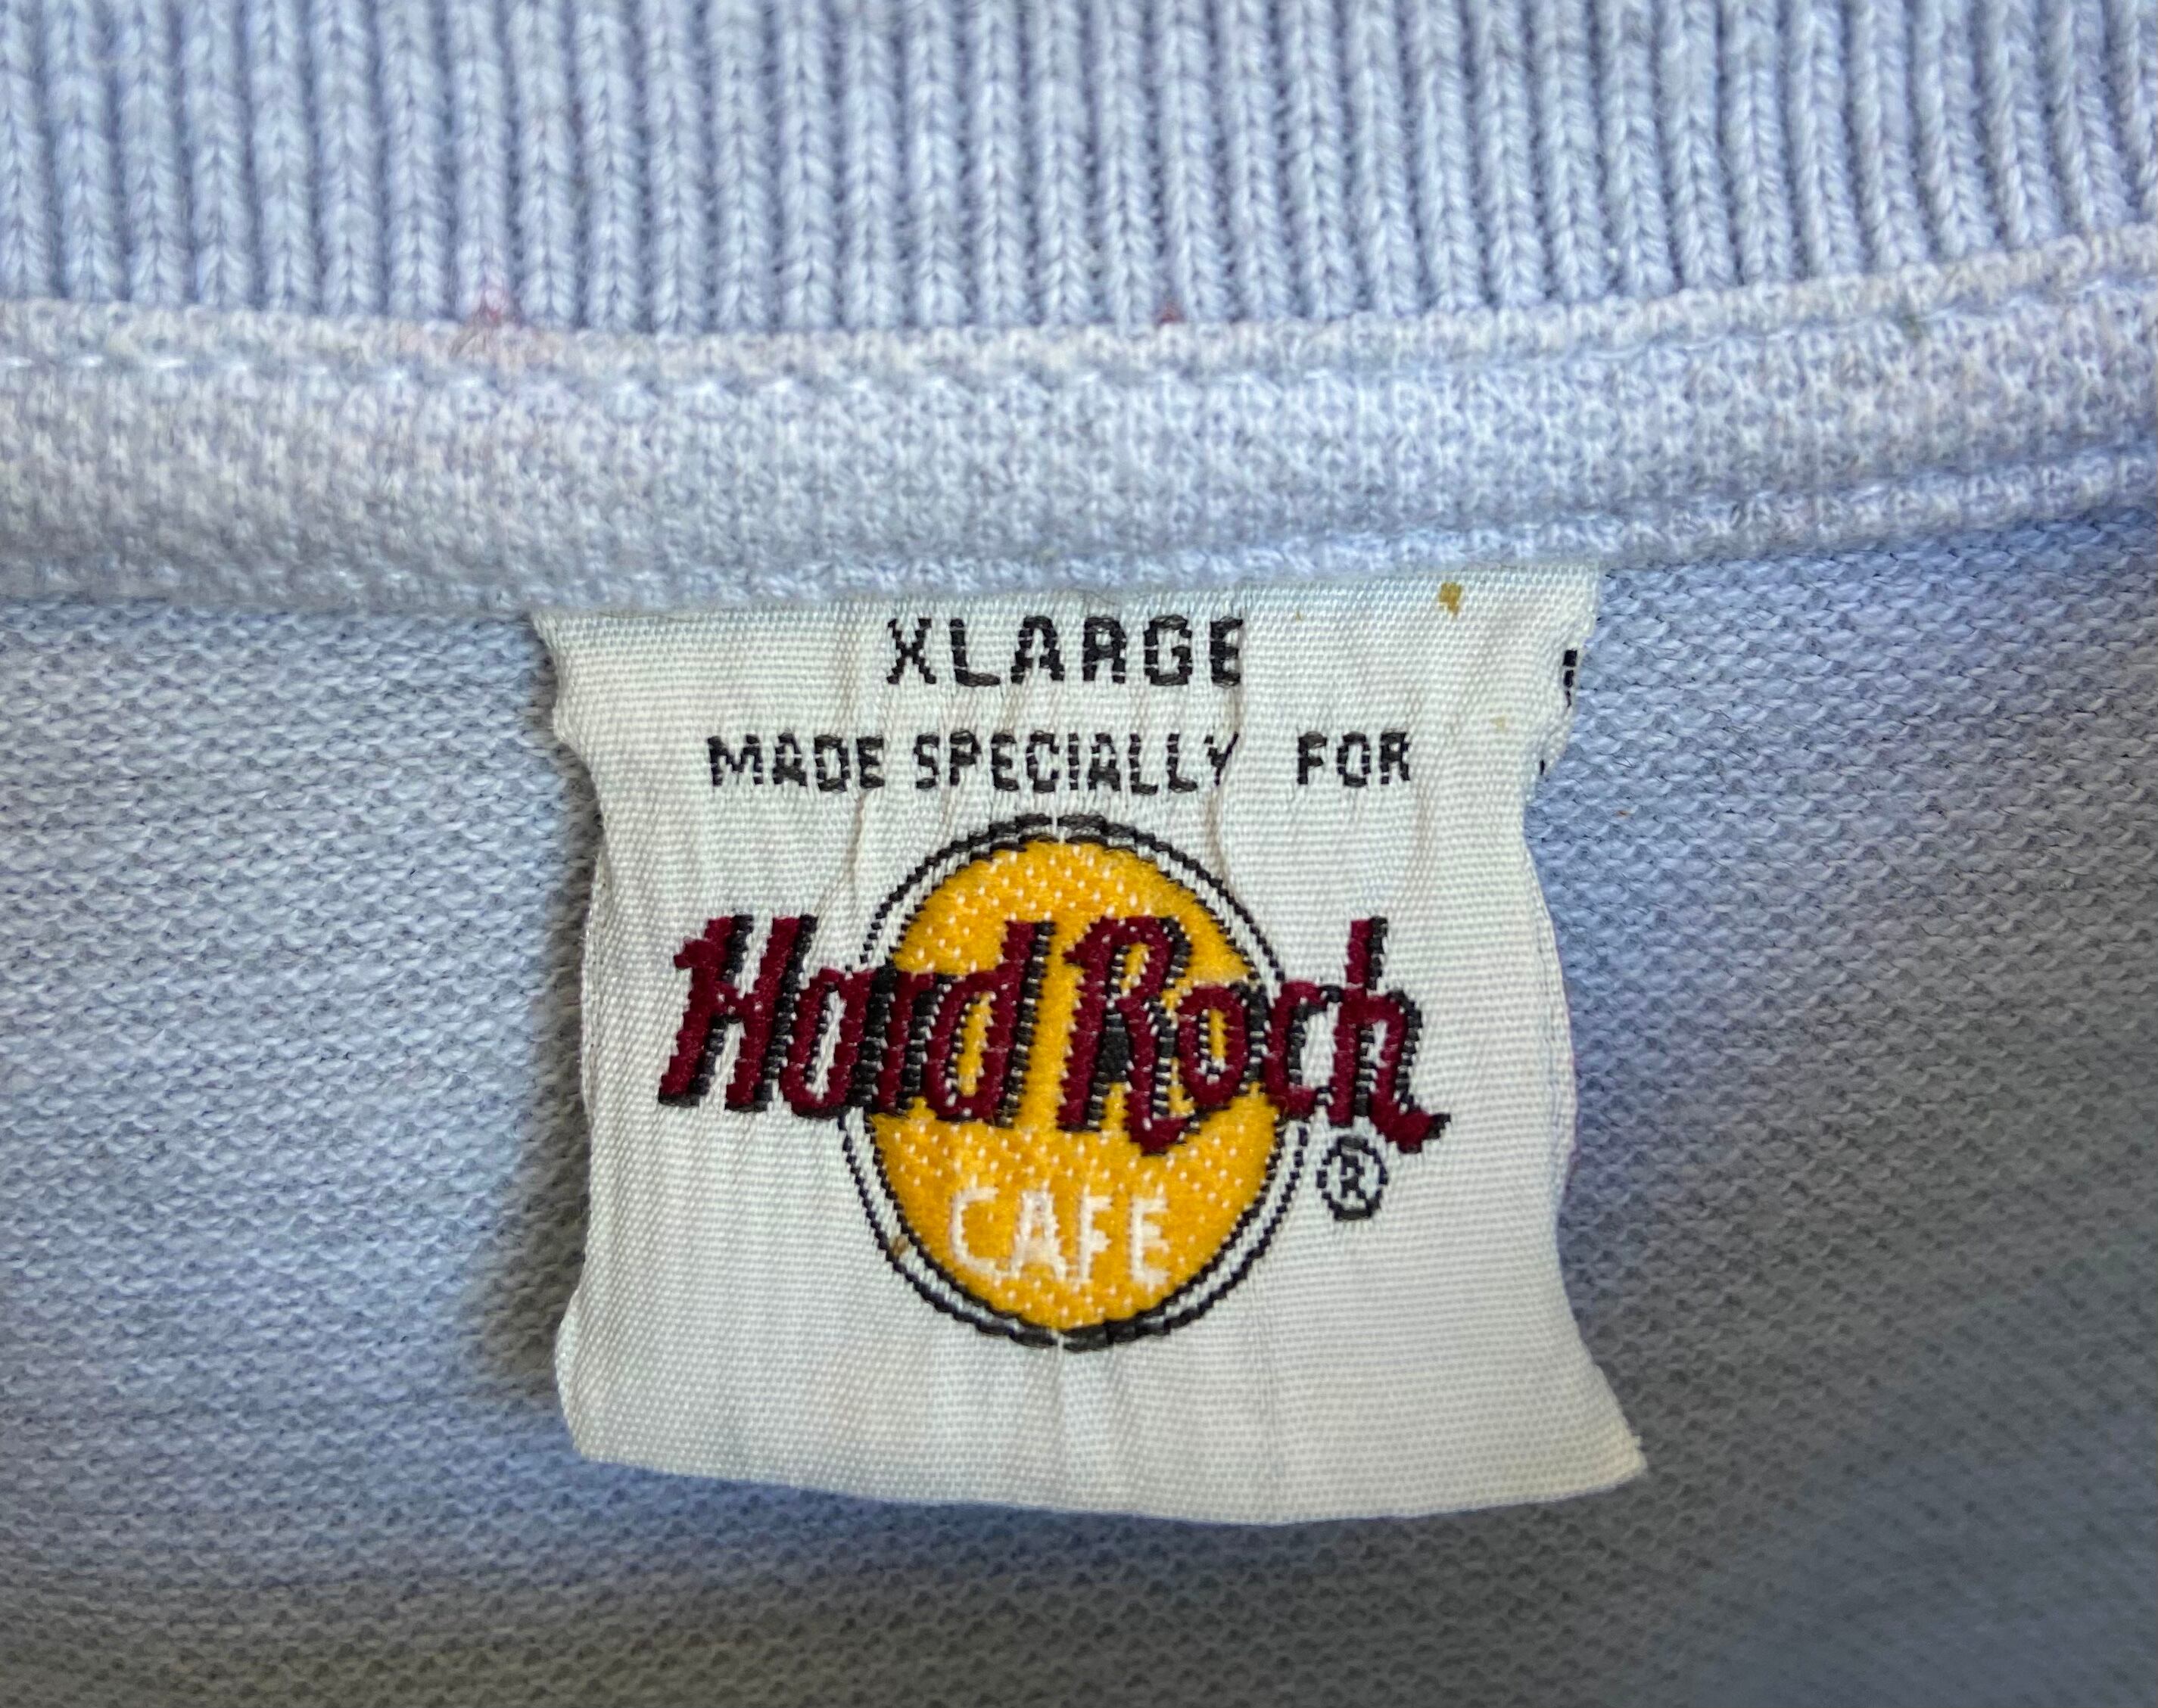 XLARGE
MADE SPECIALLY FOR
Hard Rock
CAFE
®